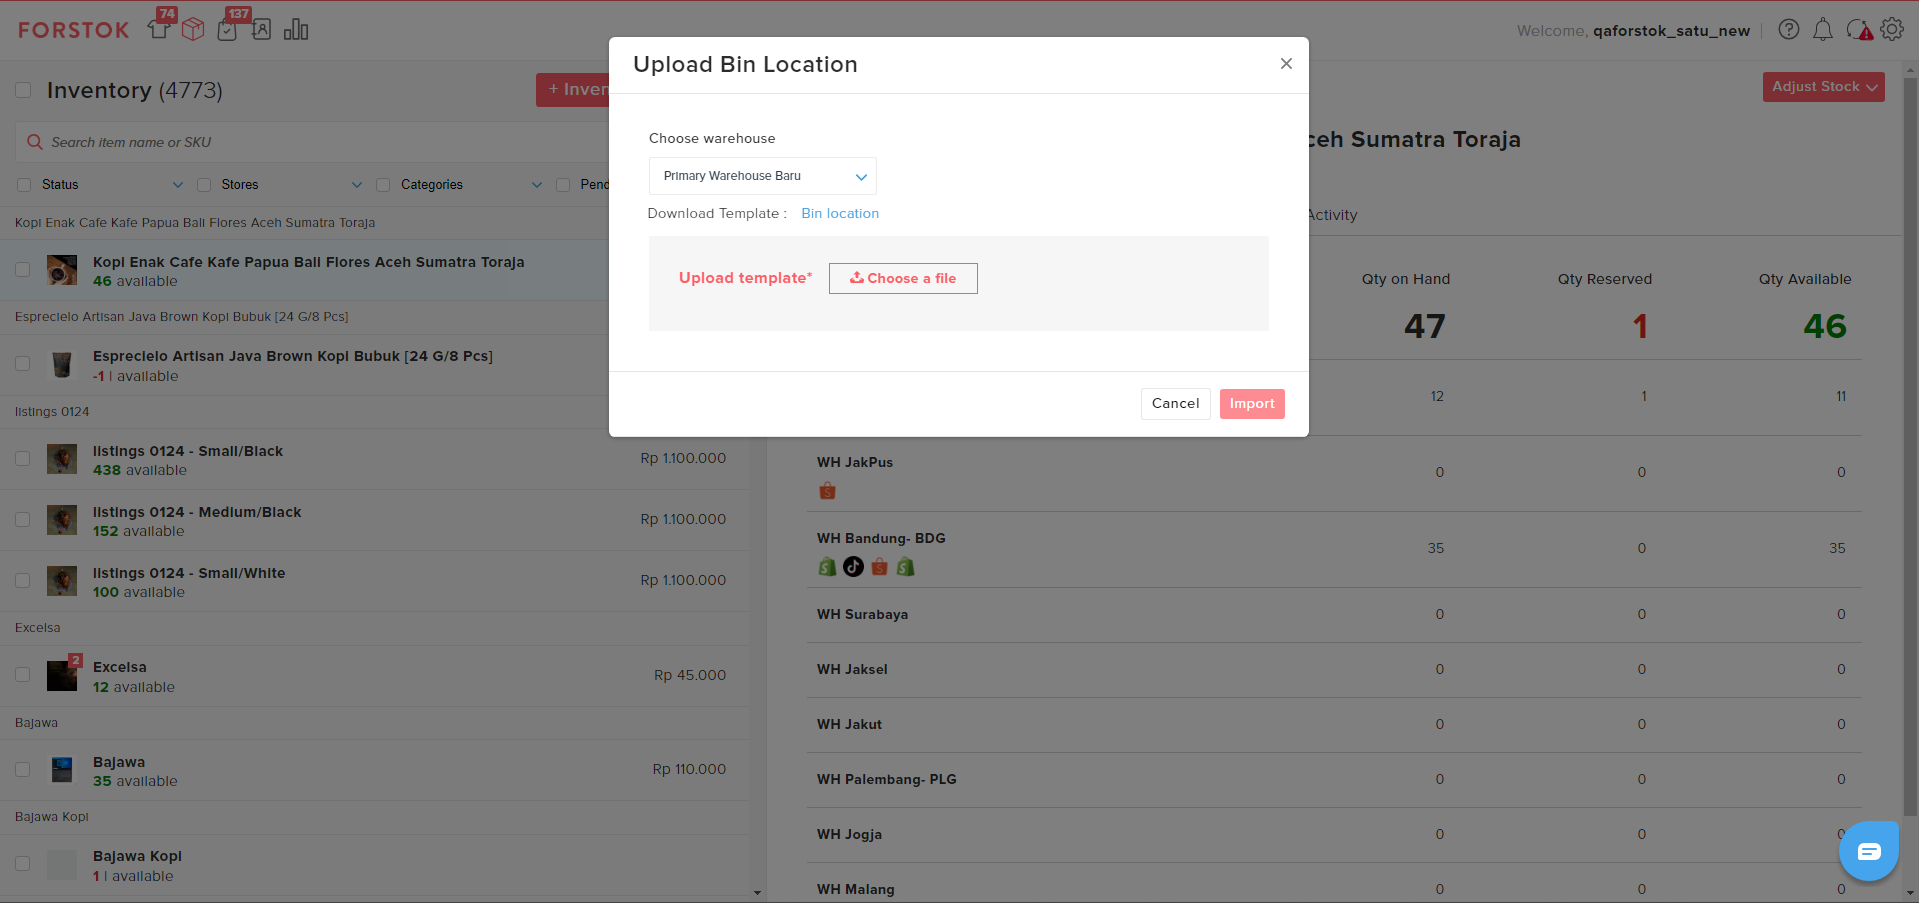 FORSTOK
74
137
Welcome, qaforstok_satu_new
Inventory (4773)
+ Inven
Search item name or SKU
Status
Stores
Categories
Kopi Enak Cafe Kafe Papua Bali Flores Aceh Sumatra Toraja
Kopi Enak Cafe Kafe Papua Bali Flores Aceh Sumatra Toraja
46 available
Esprecielo Artisan Java Brown Kopi Bubuk [24 G/8 Pcs]
Esprecielo Artisan Java Brown Kopi Bubuk [24 G/8 Pcs]
-1 | available
listings 0124
listings 0124 - Small/Black
438 available
Rp 1.100.000
listings 0124 - Medium/Black
152 available
Rp 1.100.000
listings 0124 - Small/White
100 available
Rp 1.100.000
Excelsa
2
Excelsa
12 available
Rp 45.000
Bajawa
Bajawa
35 available
Rp 110.000
Bajawa Kopi
Bajawa Kopi
1 | available
Upload Bin Location
Choose warehouse
Primary Warehouse Baru
Download Template : Bin location
Upload template*
Choose a file
Cancel
Import
Adjust Stock
ceh Sumatra Toraja
Activity
Qty on Hand Qty Reserved Qty Available
47 1 46
12 1 11
WH JakPus 0 0 0
WH Bandung- BDG 35 0 35
WH Surabaya 0 0 0
WH Jaksel 0 0 0
WH Jakut 0 0 0
WH Palembang- PLG 0 0 0
WH Jogja 0 0 0
WH Malang 0 0 0